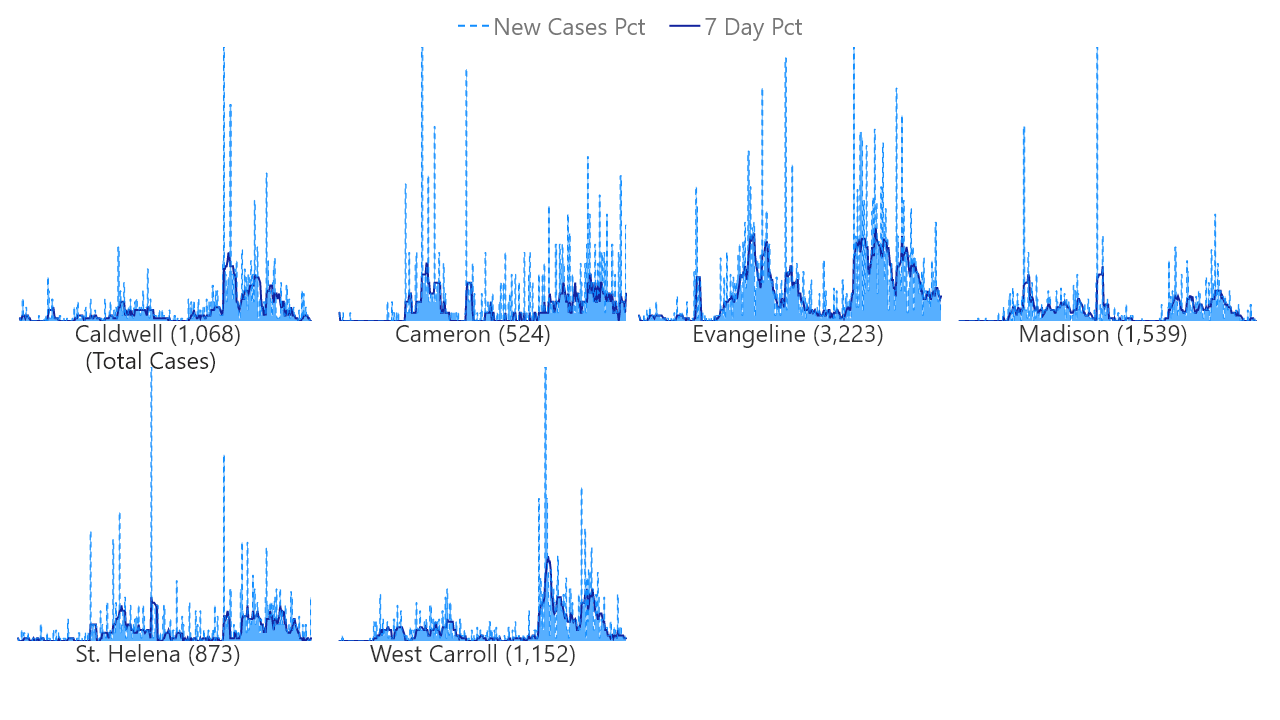 New Cases Pct 7 Day Pct
Caldwell (1,068)
(Total Cases)
Cameron (524)
Evangeline (3,223)
Madison (1,539)
St. Helena (873)
West Carroll (1,152)